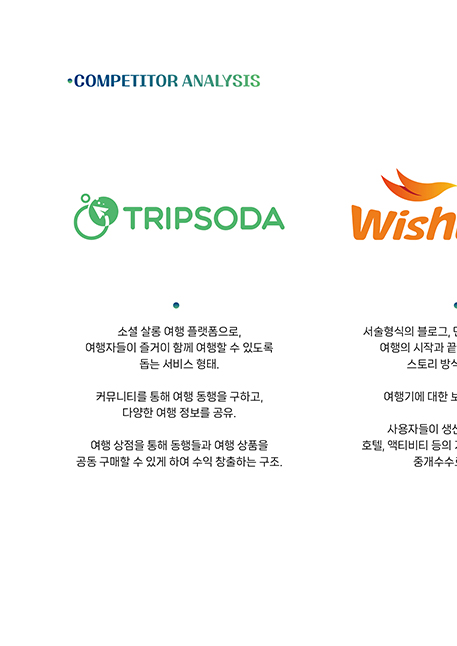 COMPETITOR ANALYSIS
TRIPSODA
소셜 살롱 여행 플랫폼으로,
여행자들이 즐거이 함께 여행할 수 있도록
돕는 서비스 형태.
커뮤니티를 통해 여행 동행을 구하고,
다양한 여행 정보를 공유.
여행 상점을 통해 동행들과 여행 상품을
공동 구매할 수 있게 하여 수익 창출하는 구조.
Wish
서술형식의 블로그,
여행의 시작과 끝
스토리 방식
여행기에 대한
사용자들이
호텔, 액티비티 등의
중개수수